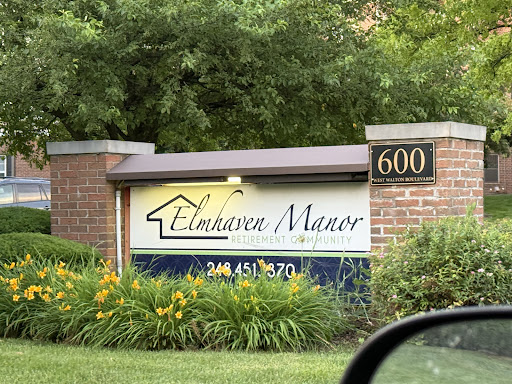 Elmhaven Manor
RETIREMENT COMMUNITY
248.451
370
600
WEST WALTON BOULEVARD